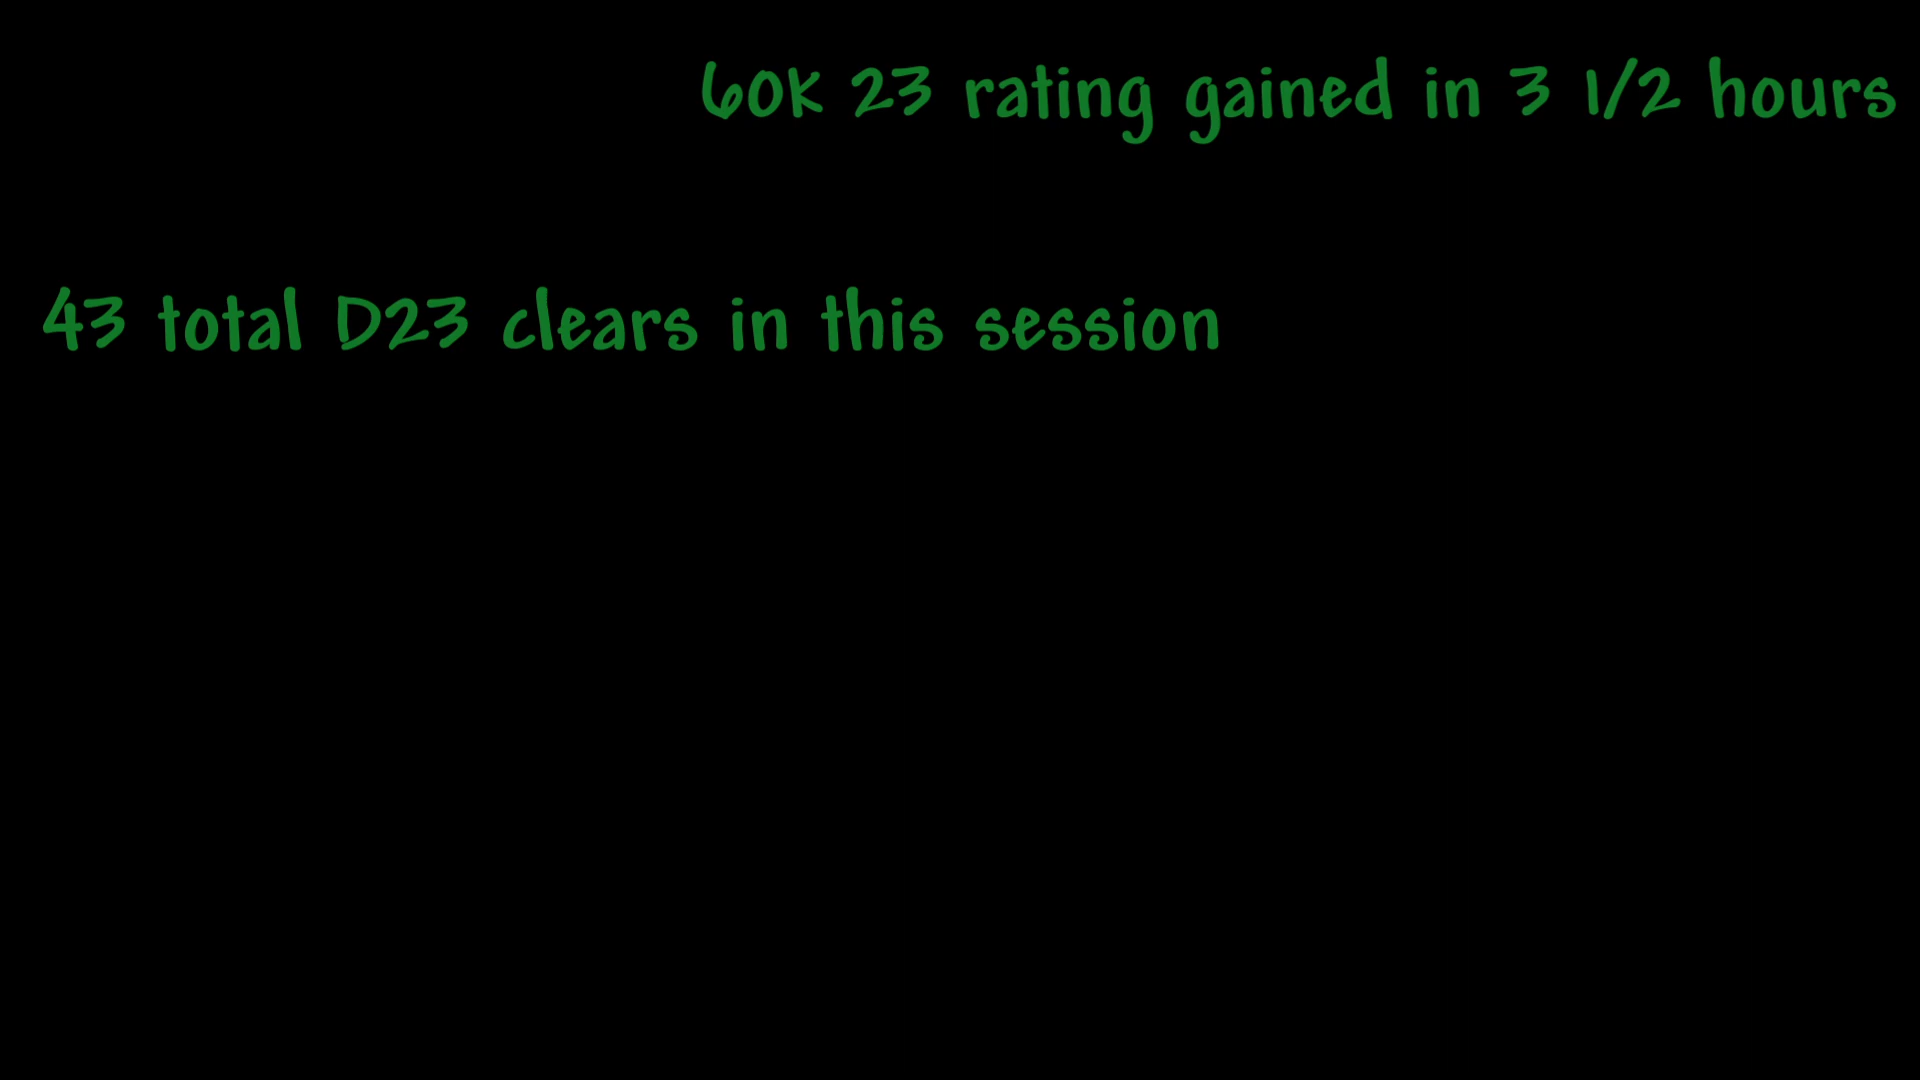 60K 23 rating gained in 3 1/2 hours
43 total D23 clears in this session